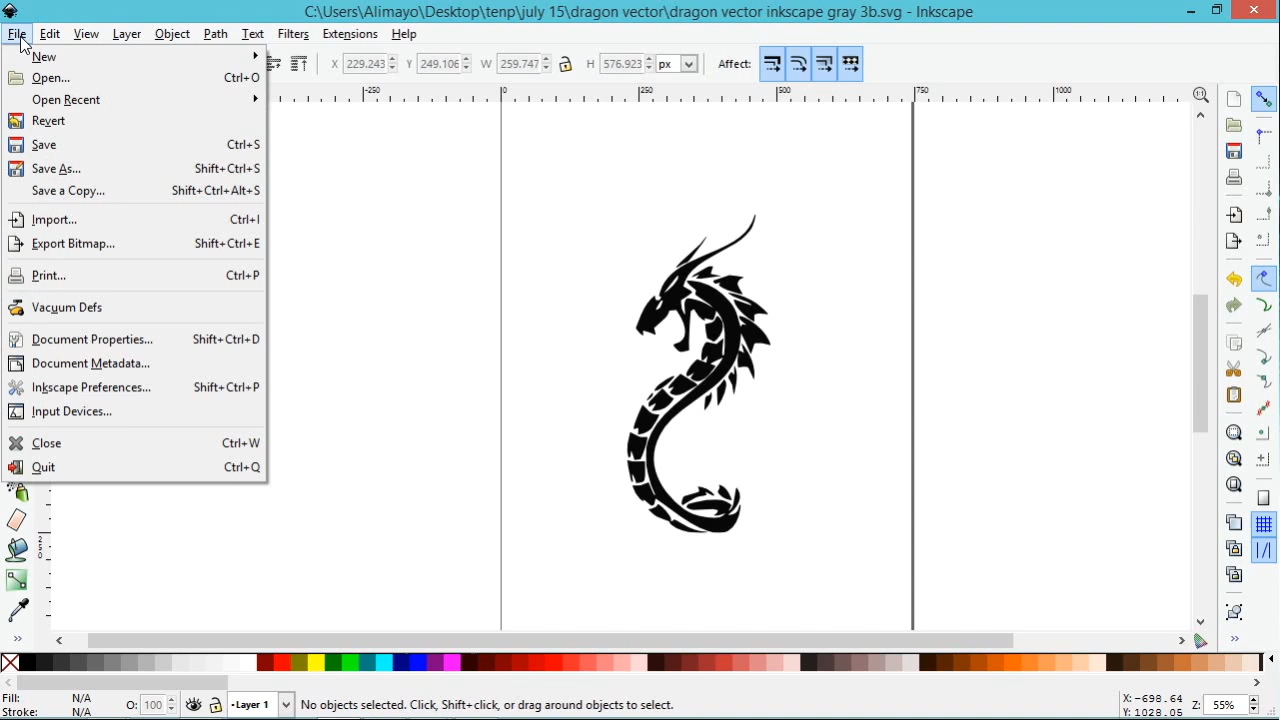 C:\Users\Alimayo\Desktop\tenp\july 15\dragon vector\dragon vector inkscape gray 3b.svg - Inkscape
File Edit View Layer Object Path Text Filters Extensions Help
X 229.243 Y 249.106 W 259.747 H 576.923 px Affect:
New
Open... Ctrl+O
Open Recent
Revert
Save Ctrl+S
Save As... Shift+Ctrl+S
Save a Copy... Shift+Ctrl+Alt+S
Import... Ctrl+I
Export Bitmap... Shift+Ctrl+E
Print... Ctrl+P
Vacuum Defs
Document Properties... Shift+Ctrl+D
Document Metadata...
Inkscape Preferences... Shift+Ctrl+P
Input Devices...
Close Ctrl+W
Quit Ctrl+Q
-250 0 250 500 750 1000
250
Fill: N/A
Stroke: N/A
O: 100
Layer 1
No objects selected. Click, Shift+click, or drag around objects to select.
X: -698.64
Y: 1028.05
Z: 55%